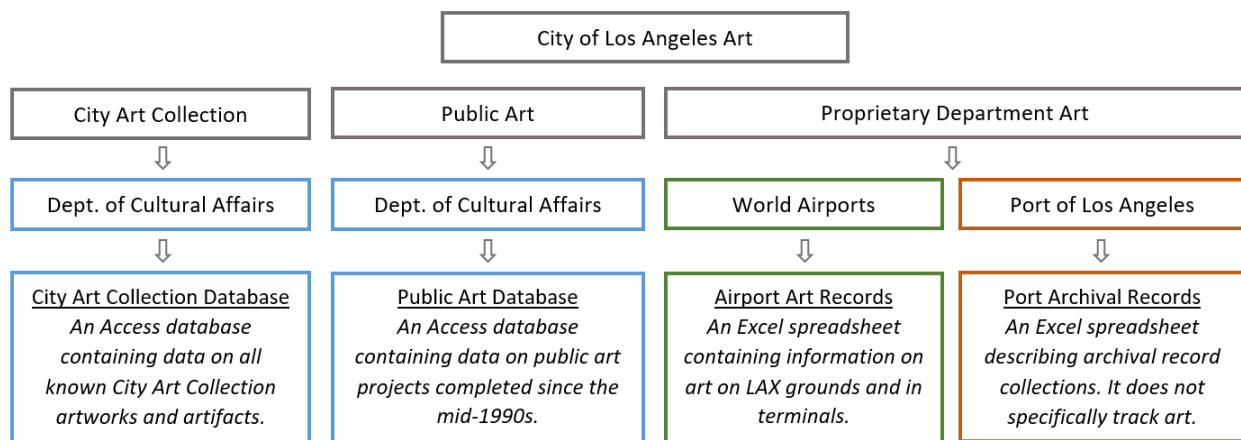 City of Los Angeles Art
City Art Collection
Public Art
Proprietary Department Art
Dept. of Cultural Affairs
Dept. of Cultural Affairs
World Airports
Port of Los Angeles
City Art Collection Database
An Access database
containing data on all
known City Art Collection
artworks and artifacts.
Public Art Database
An Access database
containing data on public art
projects completed since the
mid-1990s.
Airport Art Records
An Excel spreadsheet
containing information on
art on LAX grounds and in
terminals.
Port Archival Records
An Excel spreadsheet
describing archival record
collections. It does not
specifically track art.